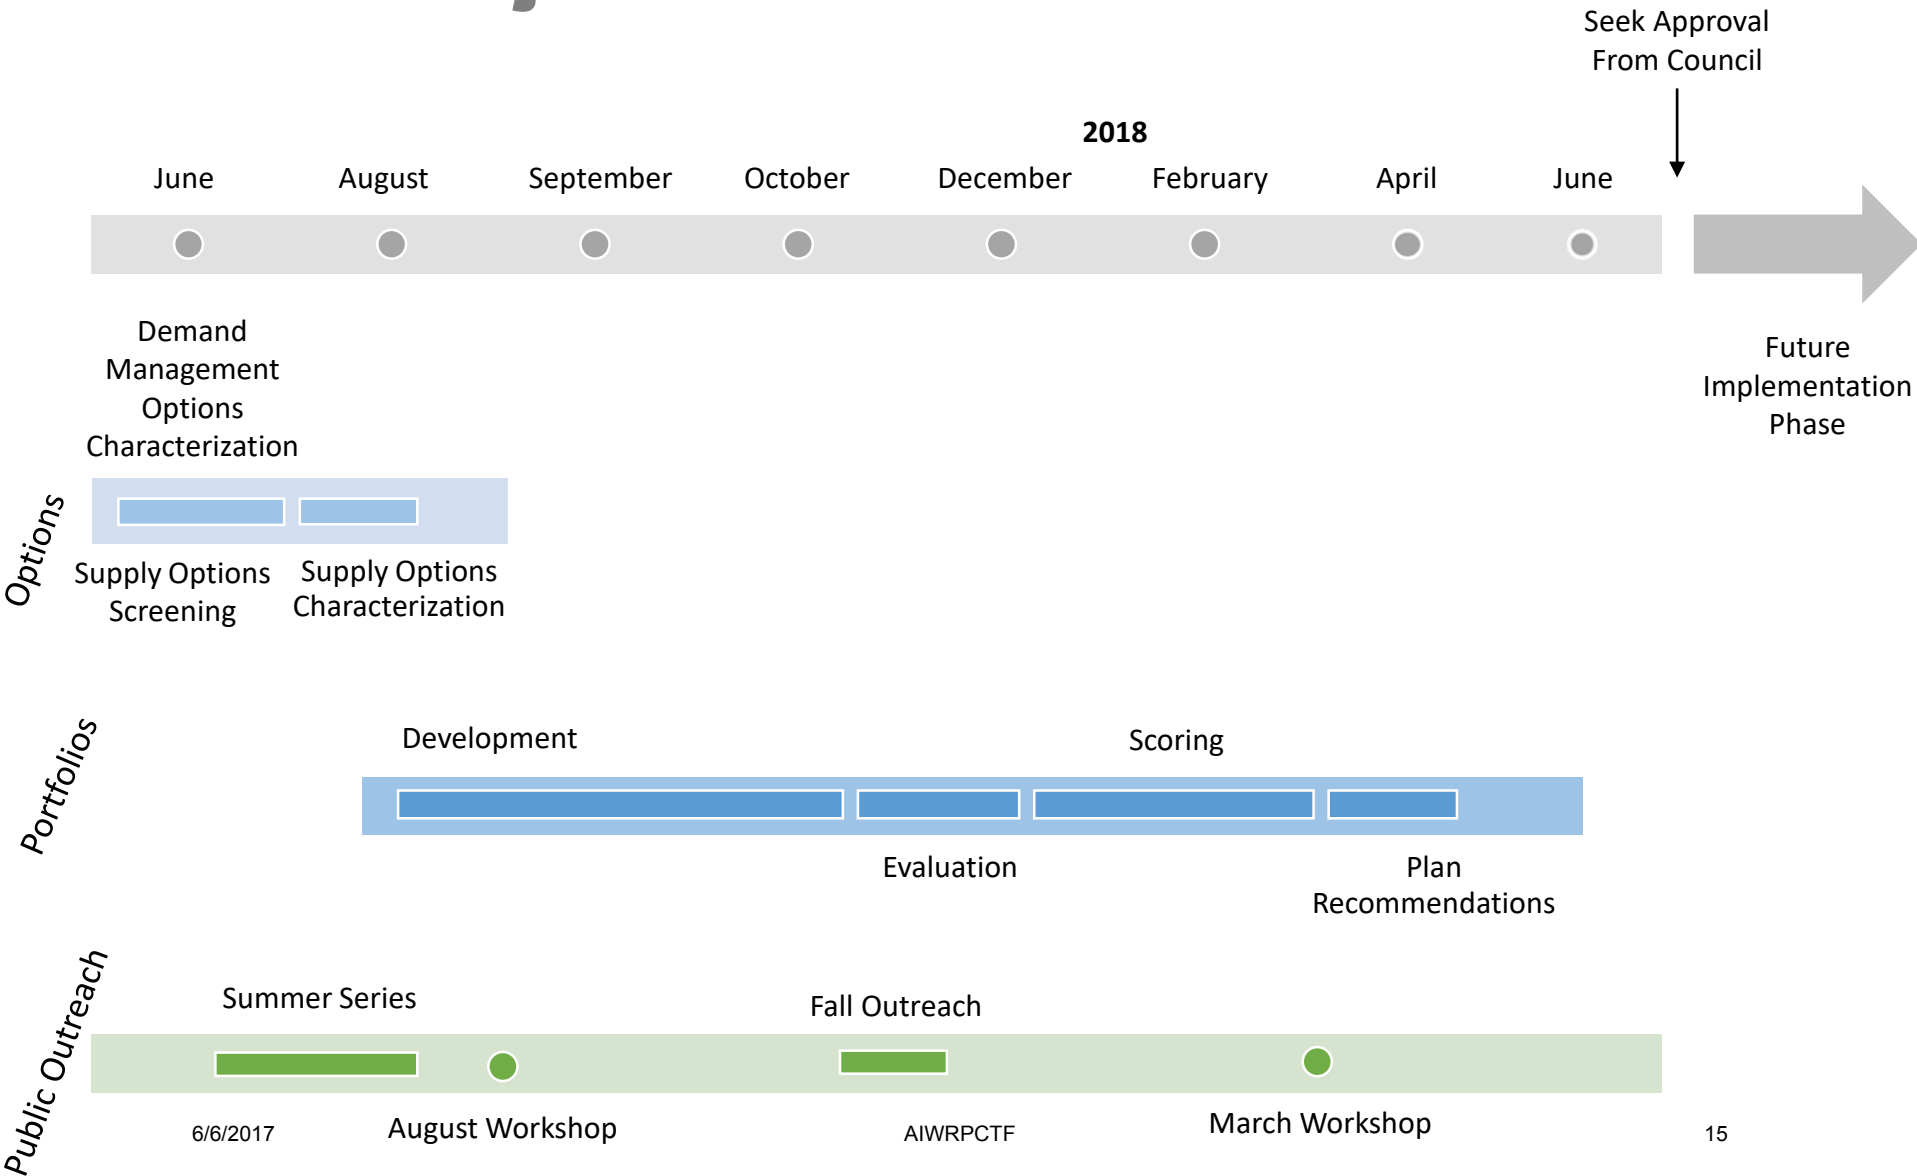 Seek Approval
From Council
2018
June August September October December February April June
Demand
Management
Options
Characterization
Future
Implementation
Phase
Options
Supply Options
Screening
Supply Options
Characterization
Portfolios
Development
Scoring
Evaluation
Plan
Recommendations
Public Outreach
Summer Series
Fall Outreach
August Workshop
March Workshop
6/6/2017
AIWRPCTF
15